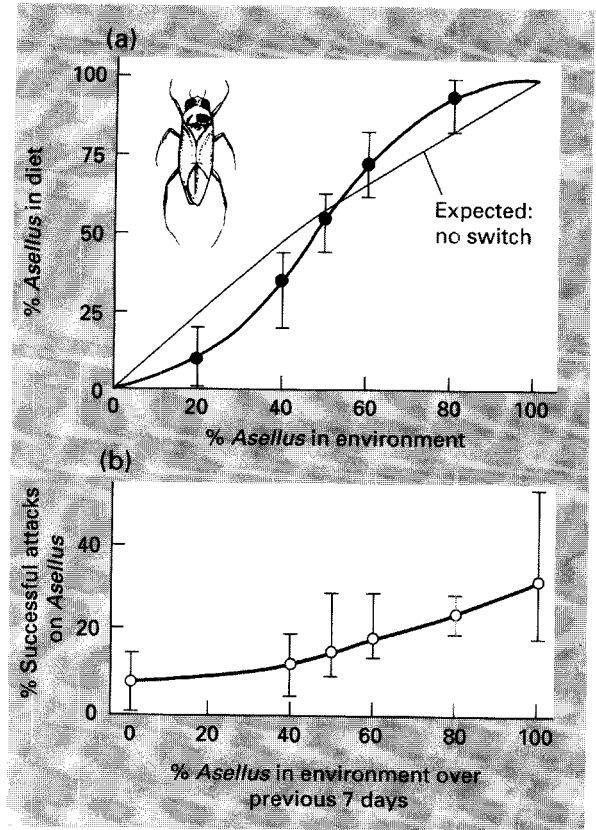 (a)
100
75
50
25
0
% Asellus in diet
Expected:
no switch
0 20 40 60 80 100
% Asellus in environment
(b)
% Successful attacks
on Asellus
40
20
0
0 20 40 60 80 100
% Asellus in environment over
previous 7 days